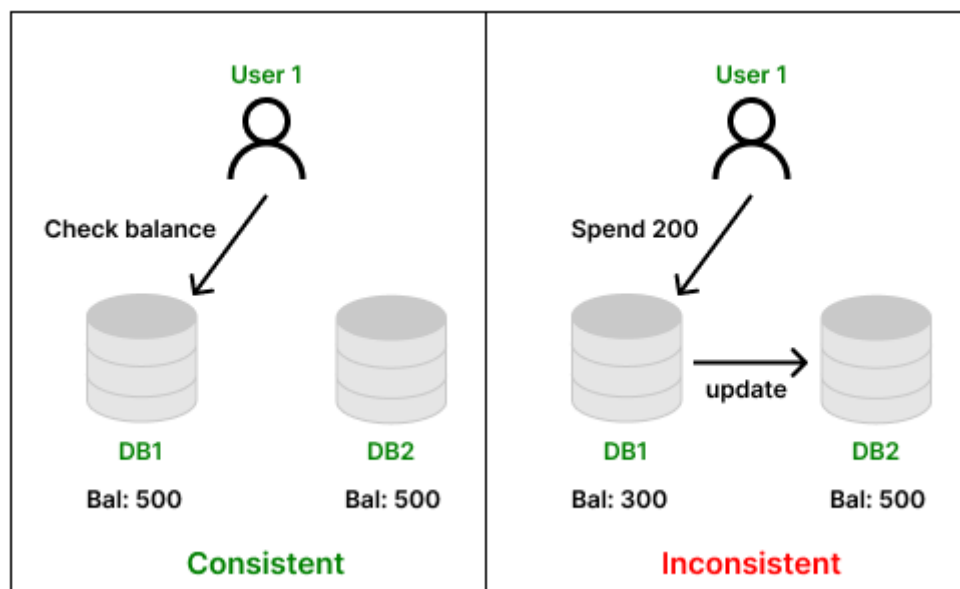 User 1
Check balance
DB1
DB2
Bal: 500
Bal: 500
Consistent
User 1
Spend 200
update
DB1
DB2
Bal: 300
Bal: 500
Inconsistent